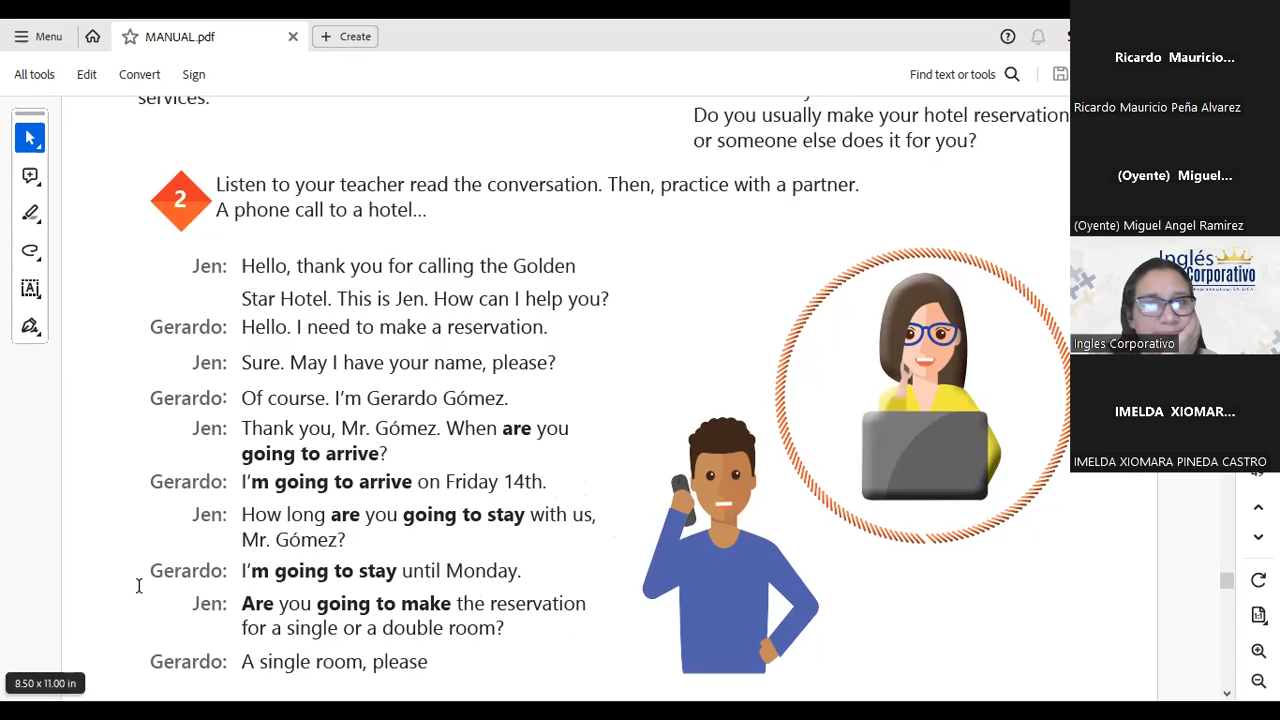 Menu
MANUAL.pdf
Create
All tools
Edit
Convert
Sign
Find text or tools
services.
Do you usually make your hotel reservation
or someone else does it for you?
2
Listen to your teacher read the conversation. Then, practice with a partner.
A phone call to a hotel...
Jen: Hello, thank you for calling the Golden
Star Hotel. This is Jen. How can I help you?
Gerardo: Hello. I need to make a reservation.
Jen: Sure. May I have your name, please?
Gerardo: Of course. I'm Gerardo Gómez.
Jen: Thank you, Mr. Gómez. When are you
going to arrive?
Gerardo: I'm going to arrive on Friday 14th.
Jen: How long are you going to stay with us,
Mr. Gómez?
Gerardo: I'm going to stay until Monday.
Jen: Are you going to make the reservation
for a single or a double room?
Gerardo: A single room, please
8.50 x 11.00 in
Ricardo Mauricio...
Ricardo Mauricio Peña Alvarez
(Oyente) Miguel...
(Oyente) Miguel Angel Ramirez
Inglés
Corporativo
Ingles Corporativo
IMELDA XIOMAR...
IMELDA XIOMARA PINEDA CASTRO